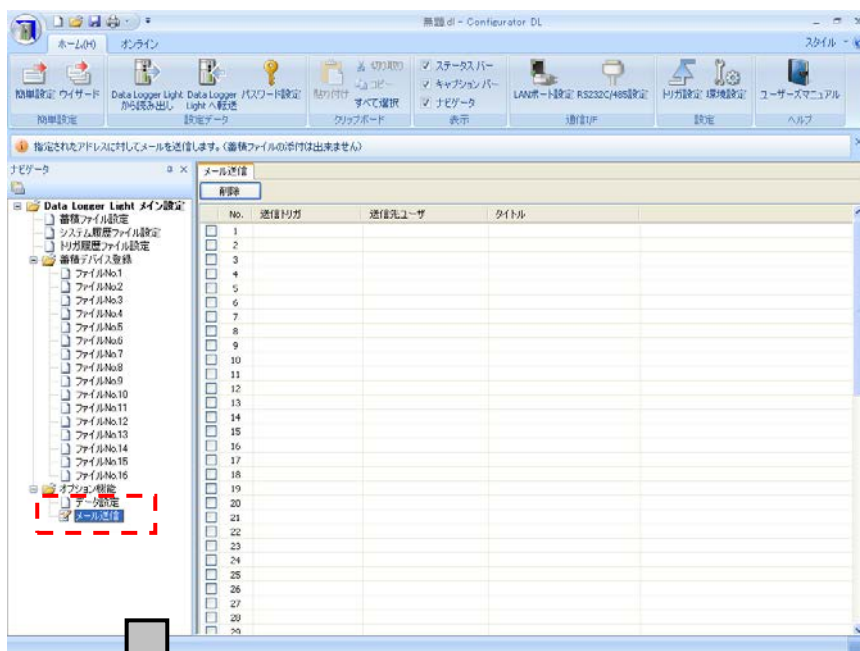 無題.dl - Configurator DL
ホーム(H) オンライン
スタイル
簡単設定 ウイザード
Data Logger Light から読み出し
Data Logger Light へ転送
パスワード設定
貼り付け
切り取り
コピー
すべて選択
ステータス バー
キャプション バー
ナビゲータ
LANポート設定 RS232C/485設定
トリガ設定 環境設定
ユーザーズマニュアル
簡単設定 設定データ クリップボード 表示 通信I/F 設定 ヘルプ
指定されたアドレスに対してメールを送信します。(蓄積ファイルの添付は出来ません)
ナビゲータ
メール送信
削除
No. 送信トリガ 送信先ユーザ タイトル
Data Logger Light メイン設定
蓄積ファイル設定
システム履歴ファイル設定
トリガ履歴ファイル設定
蓄積デバイス登録
ファイルNo.1
ファイルNo.2
ファイルNo.3
ファイルNo.4
ファイルNo.5
ファイルNo.6
ファイルNo.7
ファイルNo.8
ファイルNo.9
ファイルNo.10
ファイルNo.11
ファイルNo.12
ファイルNo.13
ファイルNo.14
ファイルNo.15
ファイルNo.16
オプション機能
データ設定
メール送信
1
2
3
4
5
6
7
8
9
10
11
12
13
14
15
16
17
18
19
20
21
22
23
24
25
26
27
28
29